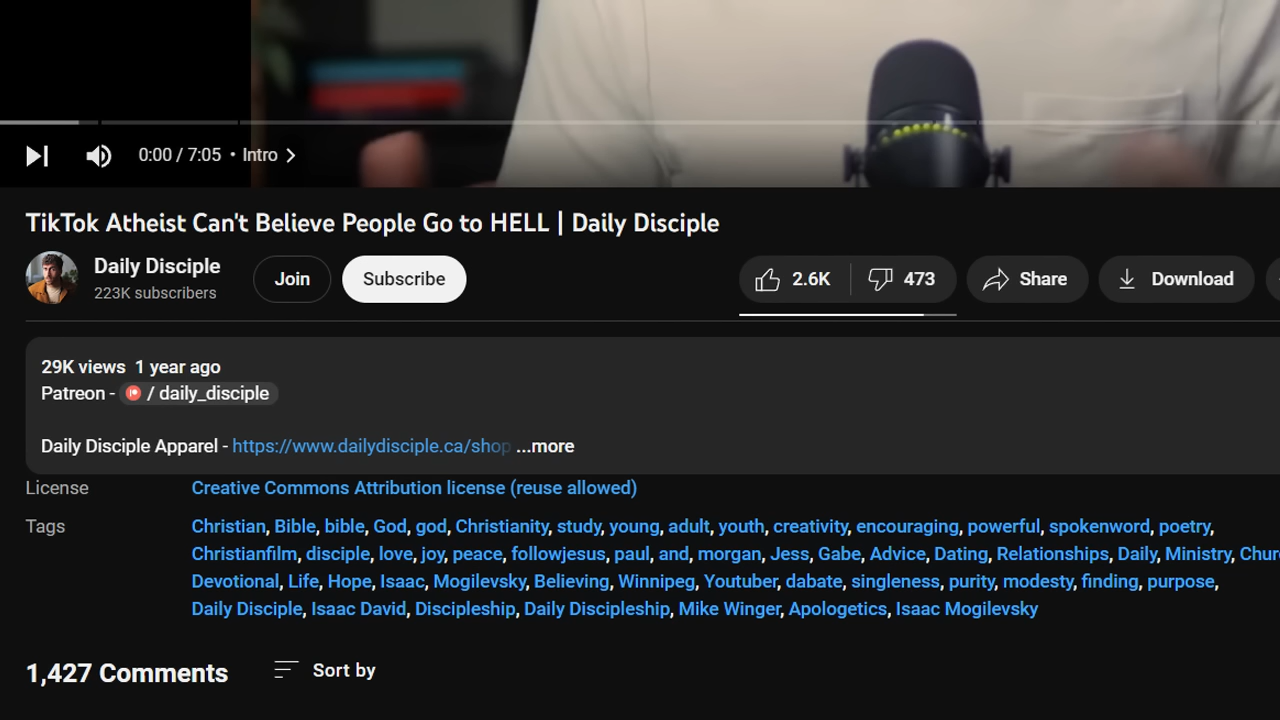 0:00 / 7:05 • Intro
TikTok Atheist Can't Believe People Go to HELL | Daily Disciple
Daily Disciple
223K subscribers
Join
Subscribe
2.6K
473
Share
Download
29K views 1 year ago
Patreon - / daily_disciple
Daily Disciple Apparel - https://www.dailydisciple.ca/shop ...more
License
Creative Commons Attribution license (reuse allowed)
Tags
Christian, Bible, bible, God, god, Christianity, study, young, adult, youth, creativity, encouraging, powerful, spokenword, poetry,
Christianfilm, disciple, love, joy, peace, followjesus, paul, and, morgan, Jess, Gabe, Advice, Dating, Relationships, Daily, Ministry,
Devotional, Life, Hope, Isaac, Mogilevsky, Believing, Winnipeg, Youtuber, dabate, singleness, purity, modesty, finding, purpose,
Daily Disciple, Isaac David, Discipleship, Daily Discipleship, Mike Winger, Apologetics, Isaac Mogilevsky
1,427 Comments
Sort by